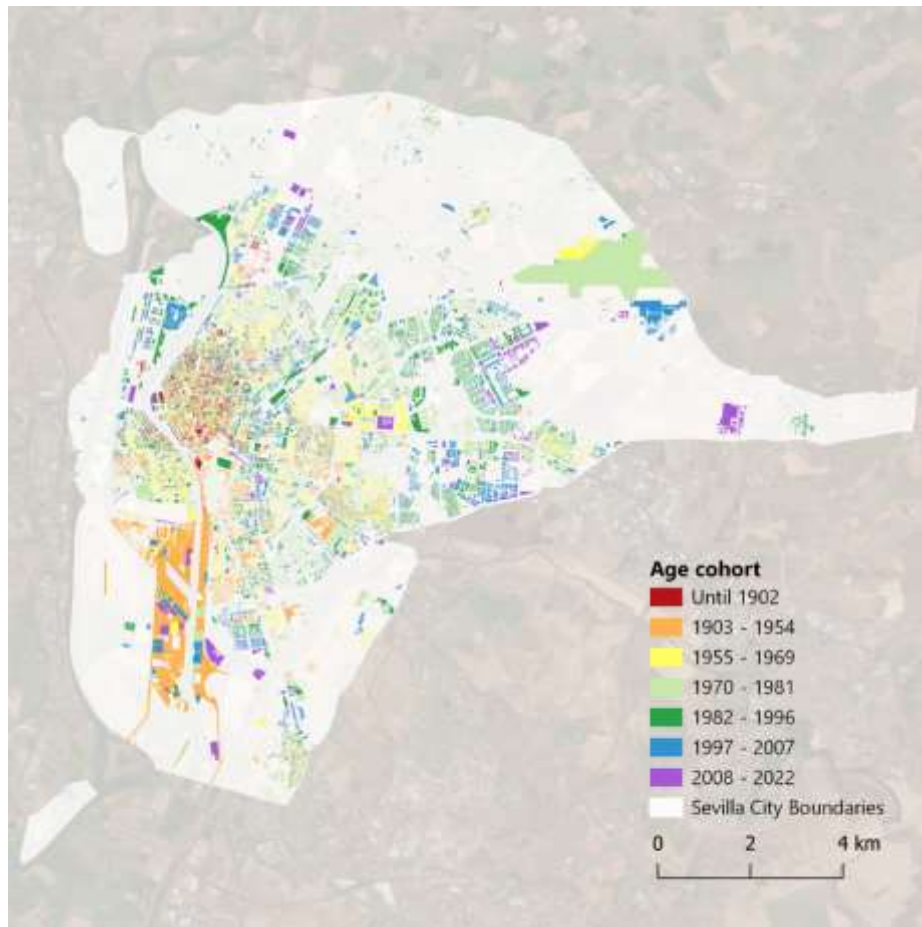 Age cohort
Until 1902
1903 - 1954
1955 - 1969
1970 - 1981
1982 - 1996
1997 - 2007
2008 - 2022
Sevilla City Boundaries
0 2 4 km